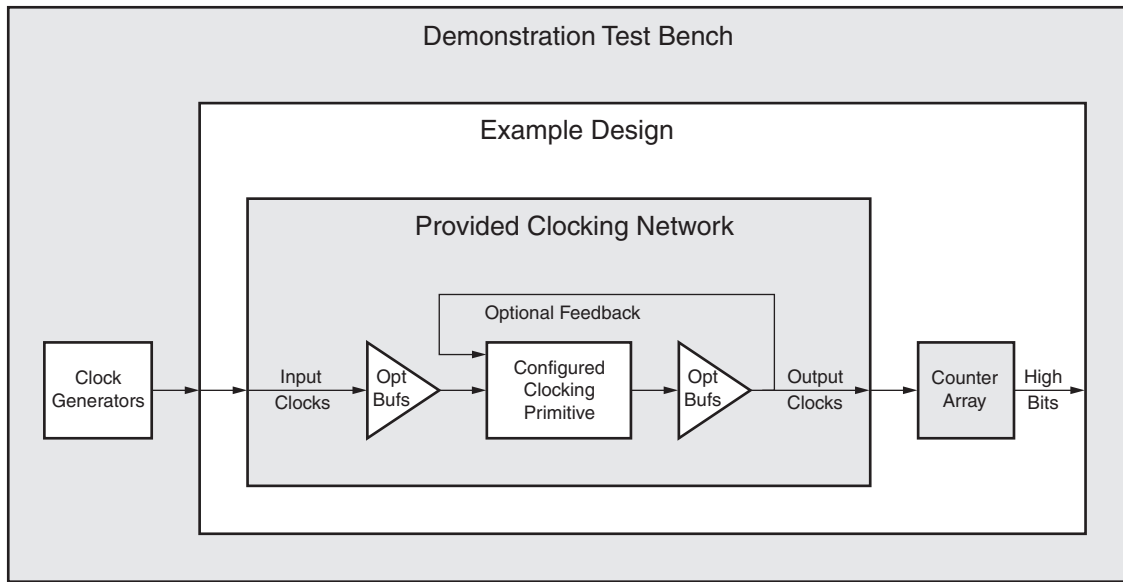 Demonstration Test Bench
Example Design
Provided Clocking Network
Optional Feedback
Clock
Generators
Input
Clocks
Opt
Bufs
Configured
Clocking
Primitive
Opt
Bufs
Output
Clocks
Counter
Array
High
Bits